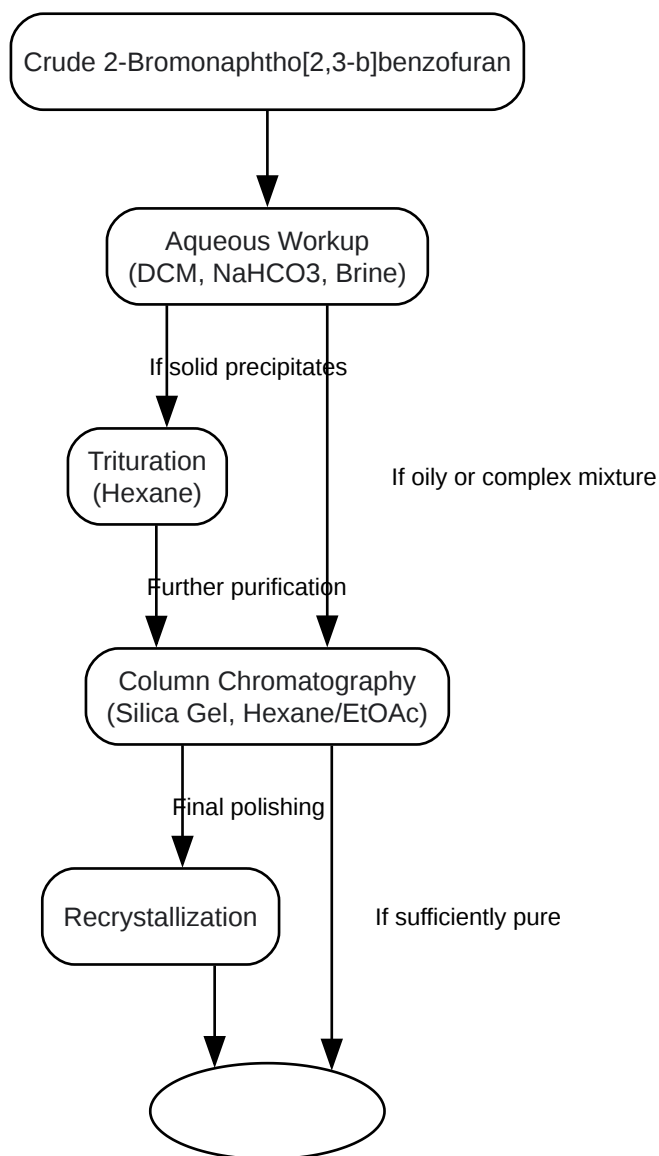 Crude 2-Bromonaphtho[2,3-b]benzofuran
Aqueous Workup
(DCM, NaHCO3, Brine)
If solid precipitates
Trituration
(Hexane)
If oily or complex mixture
Further purification
Column Chromatography
(Silica Gel, Hexane/EtOAc)
Final polishing
Recrystallization
If sufficiently pure